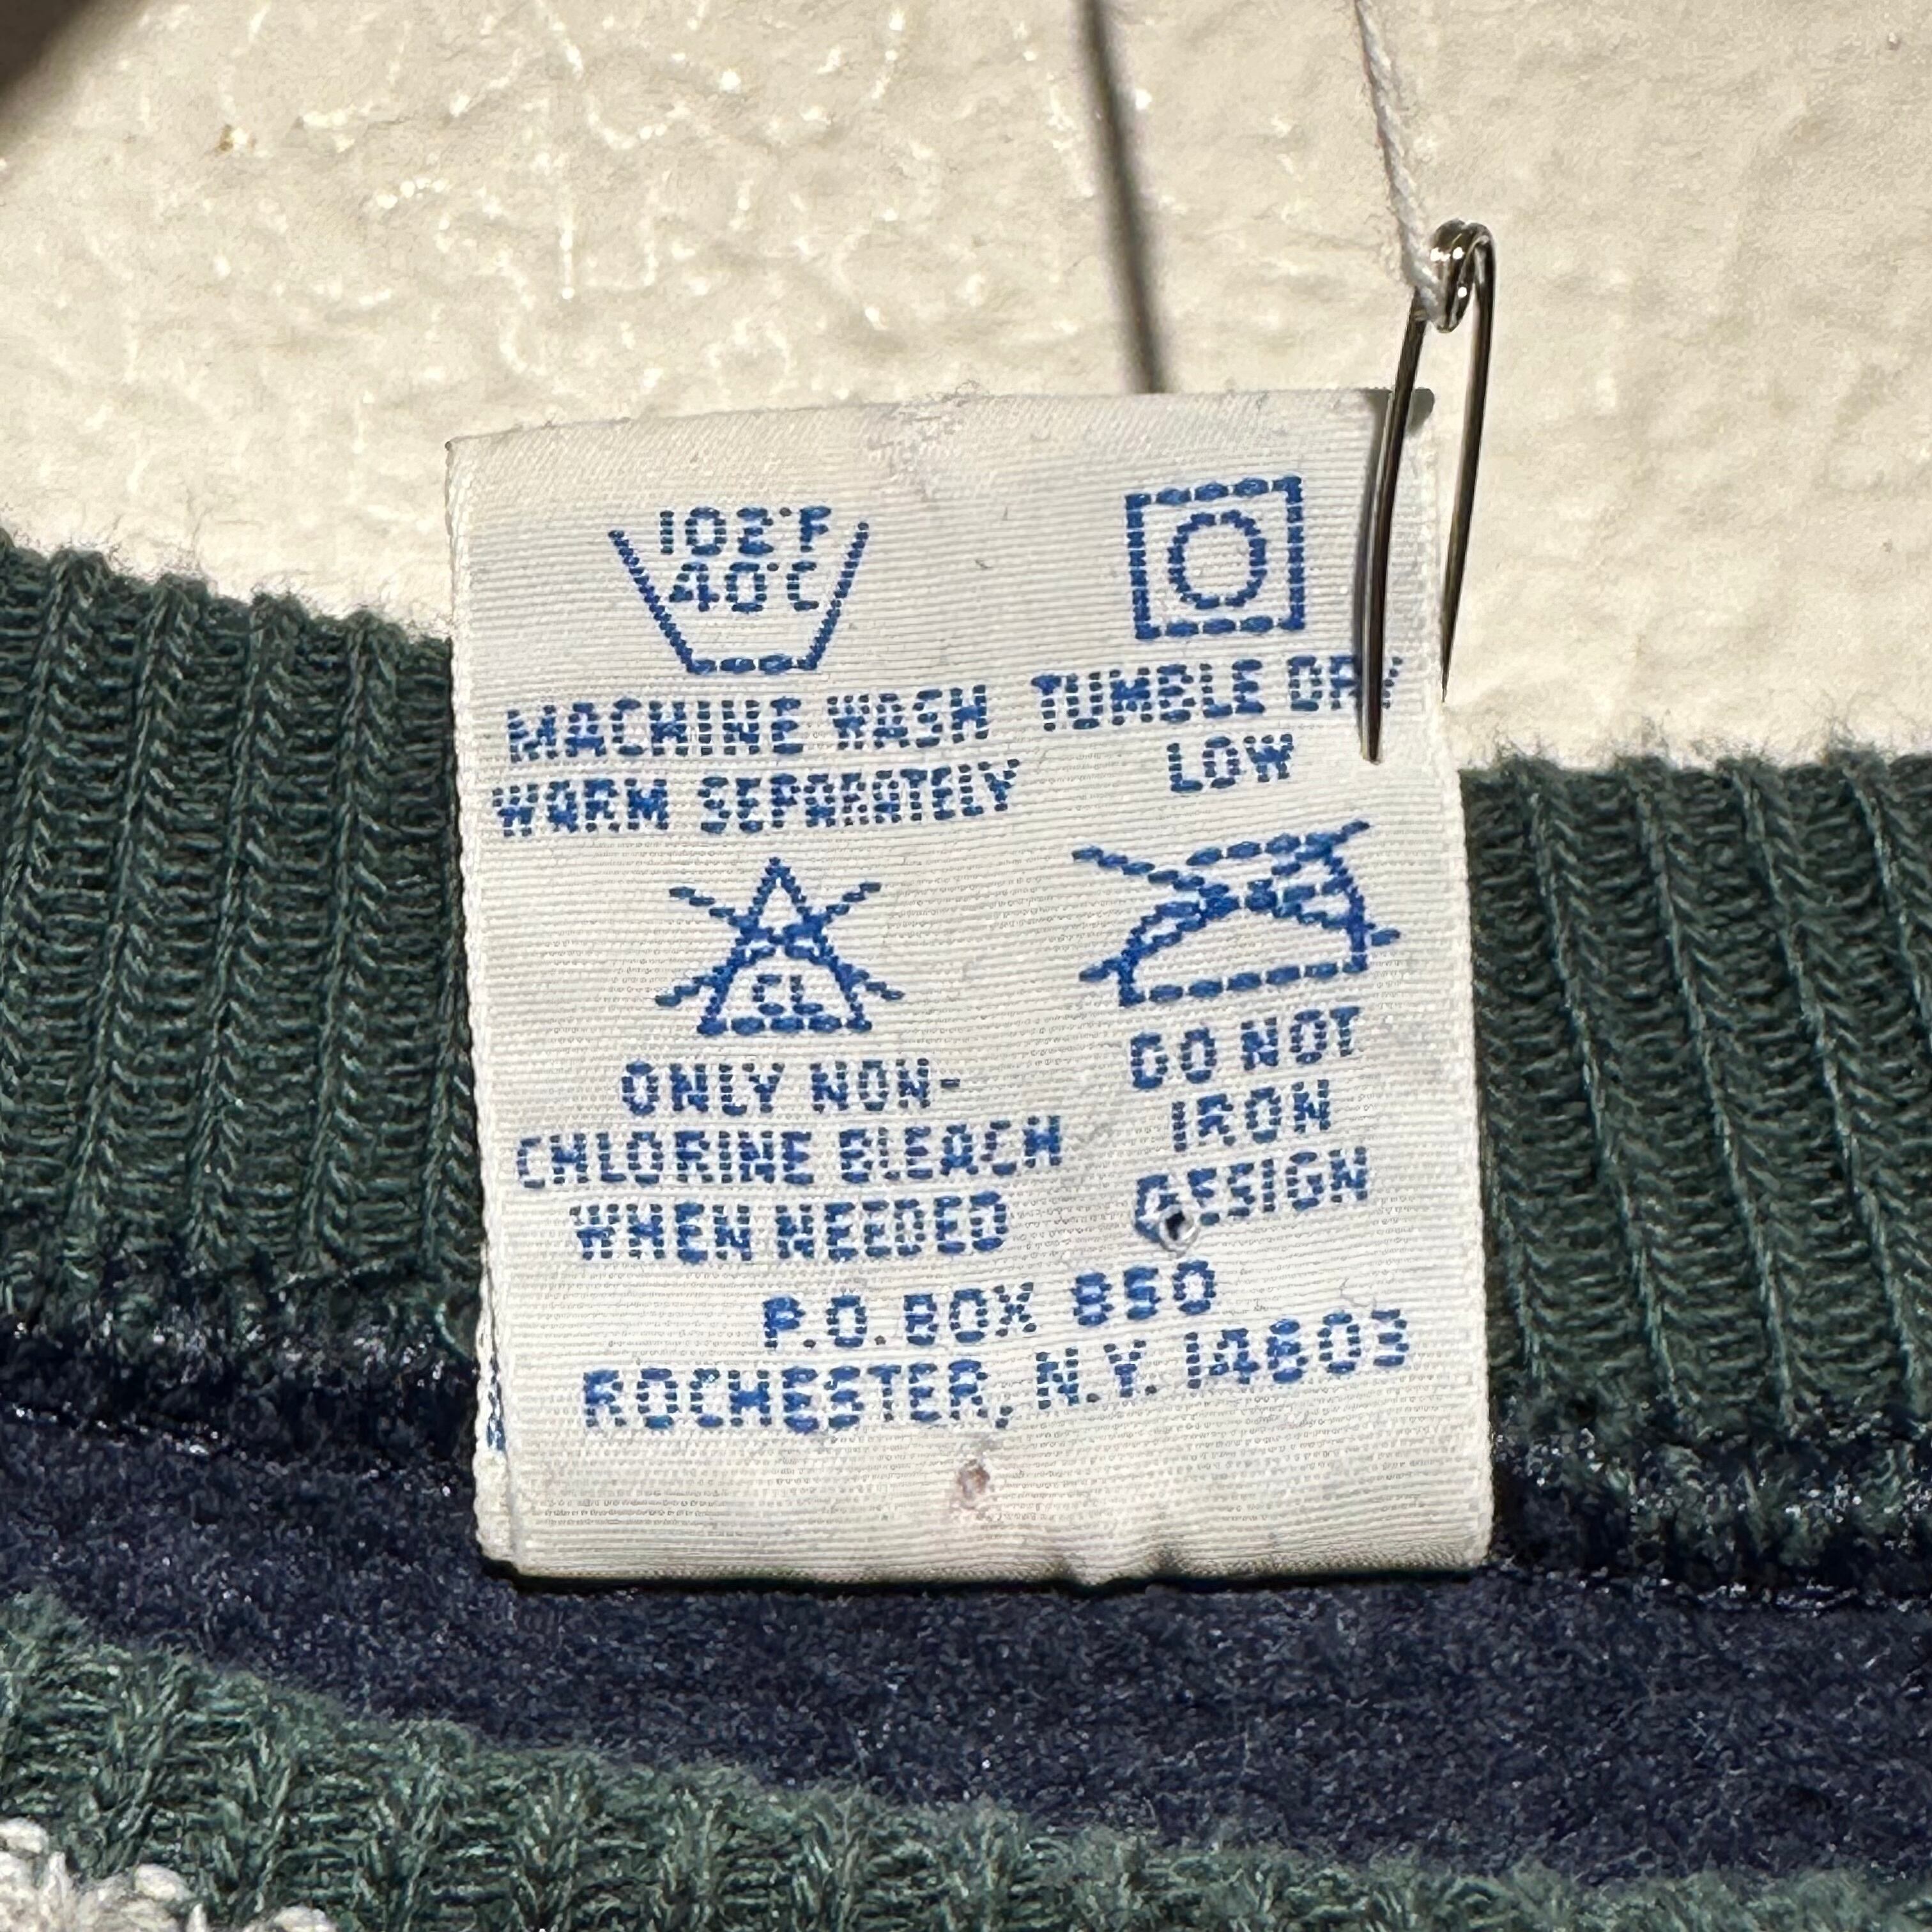 102°F
40°C
MACHINE WASH
WARM SEPARATELY
TUMBLE DRY
LOW
CL
ONLY NON-
CHLORINE BLEACH
WHEN NEEDED
DO NOT
IRON
DESIGN
P.O. BOX 850
ROCHESTER, N.Y. 14603